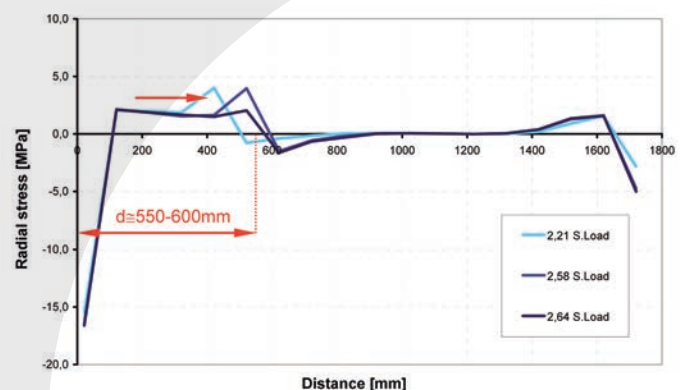 10,0
5,0
0,0
-5,0
-10,0
-15,0
-20,0
0 200 400 600 800 1000 1200 1400 1600 1800
Radial stress [MPa]
d≅550-600mm
2,21 S.Load
2,58 S.Load
2,64 S.Load
Distance [mm]